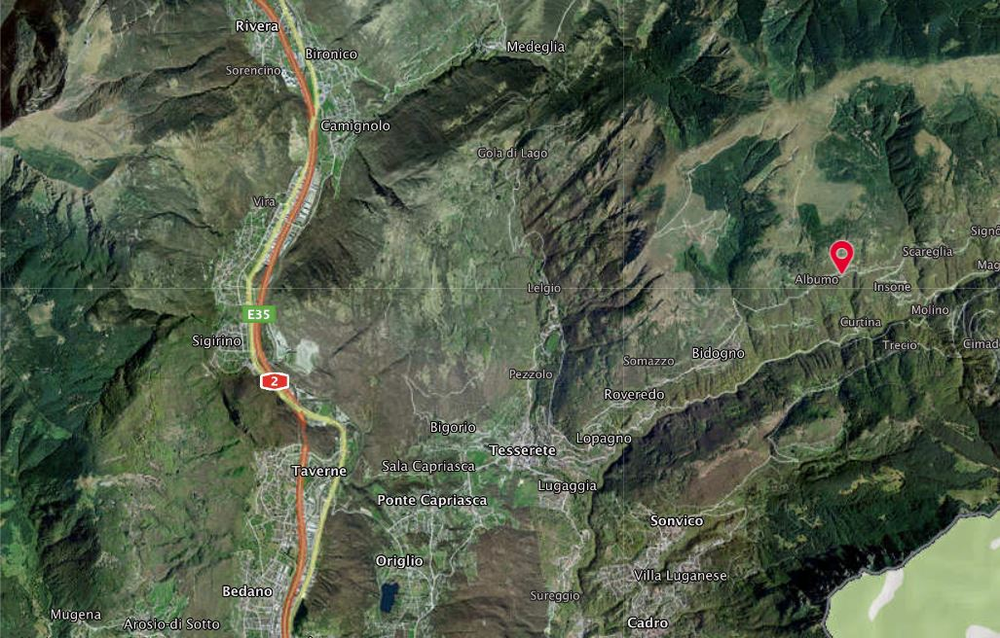 Rivera
Bironico
Medeglia
Sorencino
Camignolo
Gola di Lago
Vira
Signô
Scareglia
Mag
Albumo
Insone
Lelgio
E35
Molino
Curtina
Sigirino
Trecio
Cimad
Bidogno
Somazzo
Pezzolo
2
Roveredo
Bigorio
Lopagno
Tesserete
Sala Capriasca
Taverne
Lugaggia
Ponte Capriasca
Sonvico
Origlio
Villa Luganese
Bedano
Sureggio
Mugena
Arosio-di Sotto
Cadro